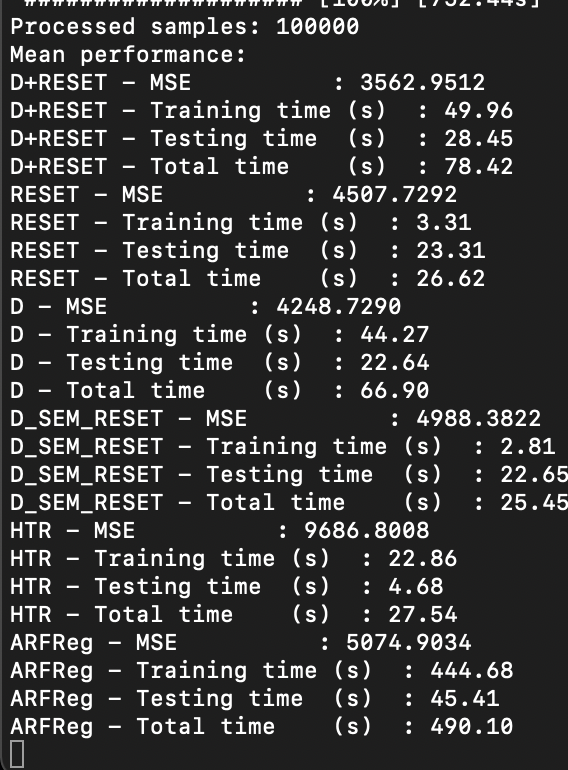 #################### [100%] [752.44s]
Processed samples: 100000
Mean performance:
D+RESET - MSE : 3562.9512
D+RESET - Training time (s) : 49.96
D+RESET - Testing time (s) : 28.45
D+RESET - Total time (s) : 78.42
RESET - MSE : 4507.7292
RESET - Training time (s) : 3.31
RESET - Testing time (s) : 23.31
RESET - Total time (s) : 26.62
D - MSE : 4248.7290
D - Training time (s) : 44.27
D - Testing time (s) : 22.64
D - Total time (s) : 66.90
D_SEM_RESET - MSE : 4988.3822
D_SEM_RESET - Training time (s) : 2.81
D_SEM_RESET - Testing time (s) : 22.65
D_SEM_RESET - Total time (s) : 25.45
HTR - MSE : 9686.8008
HTR - Training time (s) : 22.86
HTR - Testing time (s) : 4.68
HTR - Total time (s) : 27.54
ARFReg - MSE : 5074.9034
ARFReg - Training time (s) : 444.68
ARFReg - Testing time (s) : 45.41
ARFReg - Total time (s) : 490.10